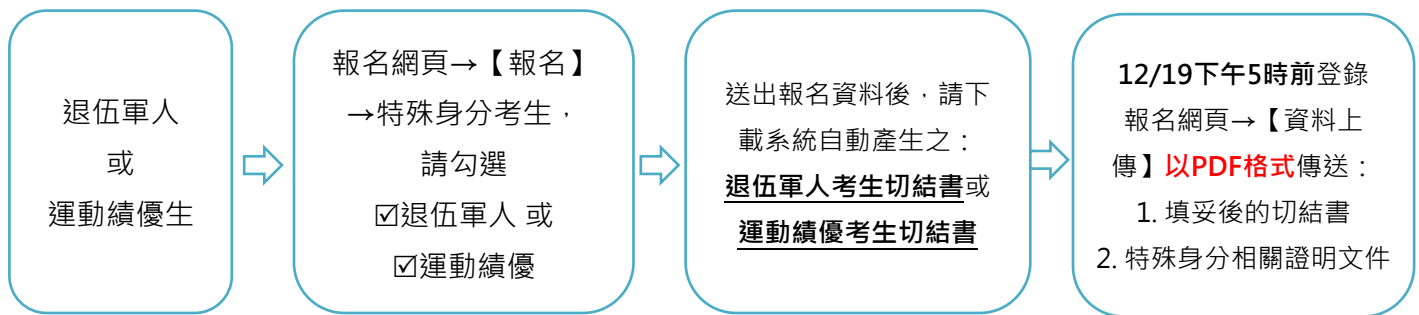 退伍軍人
或
運動績優生
報名網頁→【報名】
→特殊身分考生，
請勾選
☑退伍軍人 或
☑運動績優
送出報名資料後，請下
載系統自動產生之：
退伍軍人考生切結書或
運動績優考生切結書
12/19下午5時前登錄
報名網頁→【資料上
傳】以PDF格式傳送：
1. 填妥後的切結書
2. 特殊身分相關證明文件